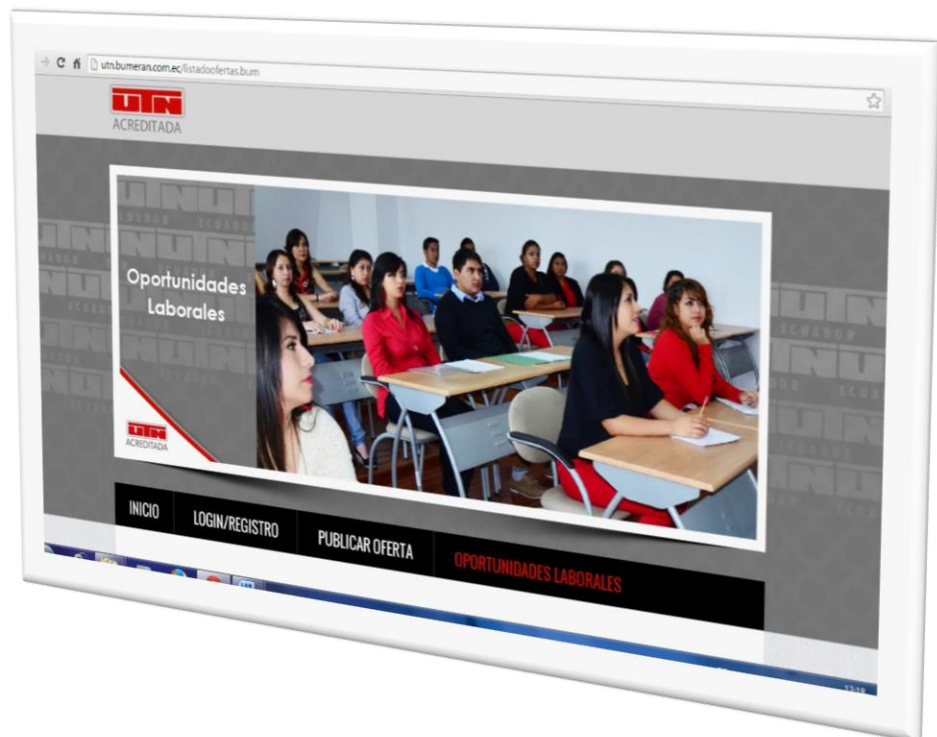 utn.bumeran.com.ec/listadoofertas.bum
UTN
ACREDITADA
Oportunidades
Laborales
UTN
ACREDITADA
INICIO
LOGIN/REGISTRO
PUBLICAR OFERTA
OPORTUNIDADES LABORALES